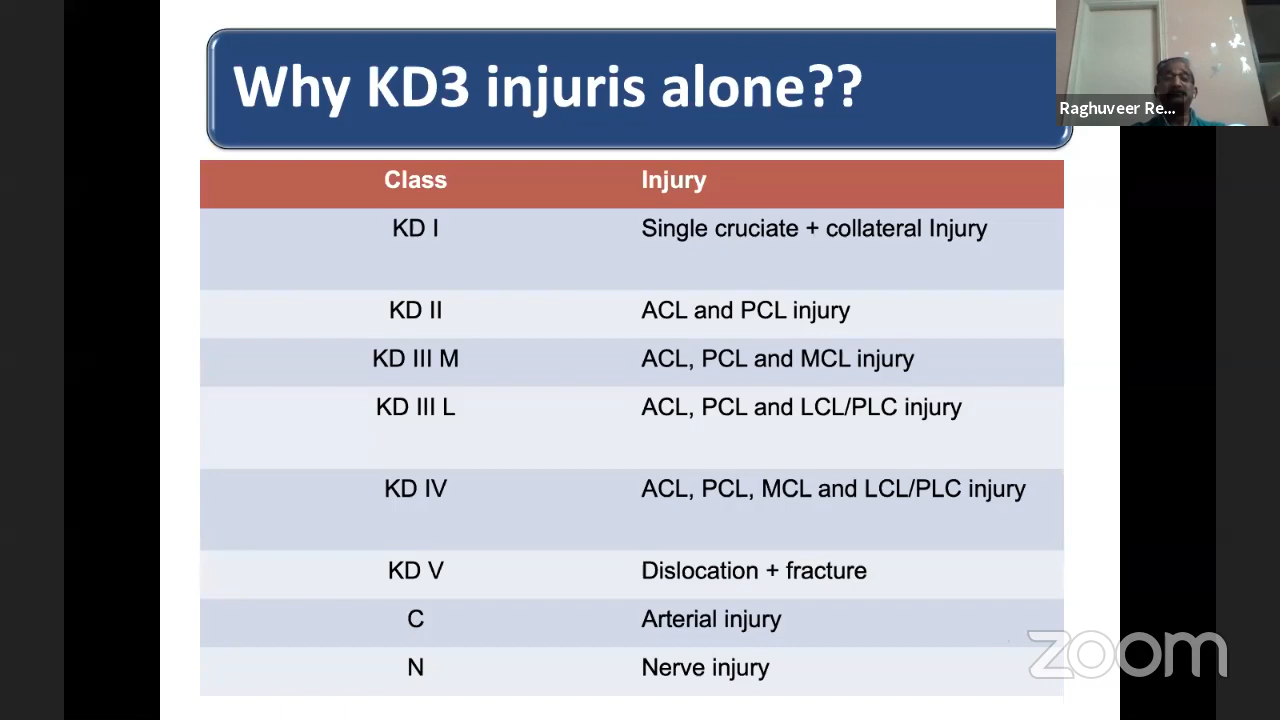 Why KD3 injuris alone??
Raghuveer Re...
Class Injury
KD I Single cruciate + collateral Injury
KD II ACL and PCL injury
KD III M ACL, PCL and MCL injury
KD III L ACL, PCL and LCL/PLC injury
KD IV ACL, PCL, MCL and LCL/PLC injury
KD V Dislocation + fracture
C Arterial injury
N Nerve injury
zoom